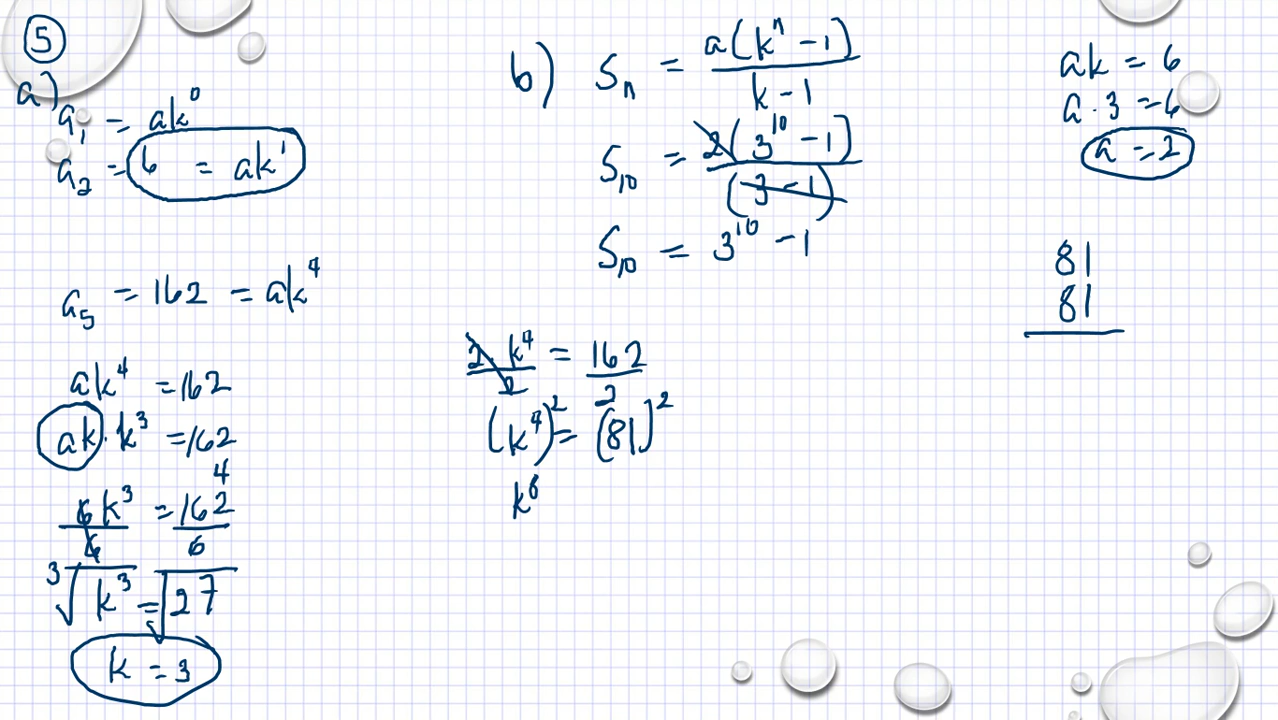 5
a) a₁ = ak⁰
a₂ = 6 = ak¹
a₅ = 162 = ak⁴
ak⁴ = 162
ak · k³ = 162
6k³/6 = 162/6
4
³√k³ = √27
k = 3
b) Sₙ = a(kⁿ - 1)/k - 1
S₁₀ = 2(3¹⁰ - 1)/(3 - 1)
S₁₀ = 3¹⁰ - 1
2 · k⁴/2 = 162/2
(k⁴)² = (81)²
k⁸
ak = 6
a · 3 = 6
a = 2
81
81